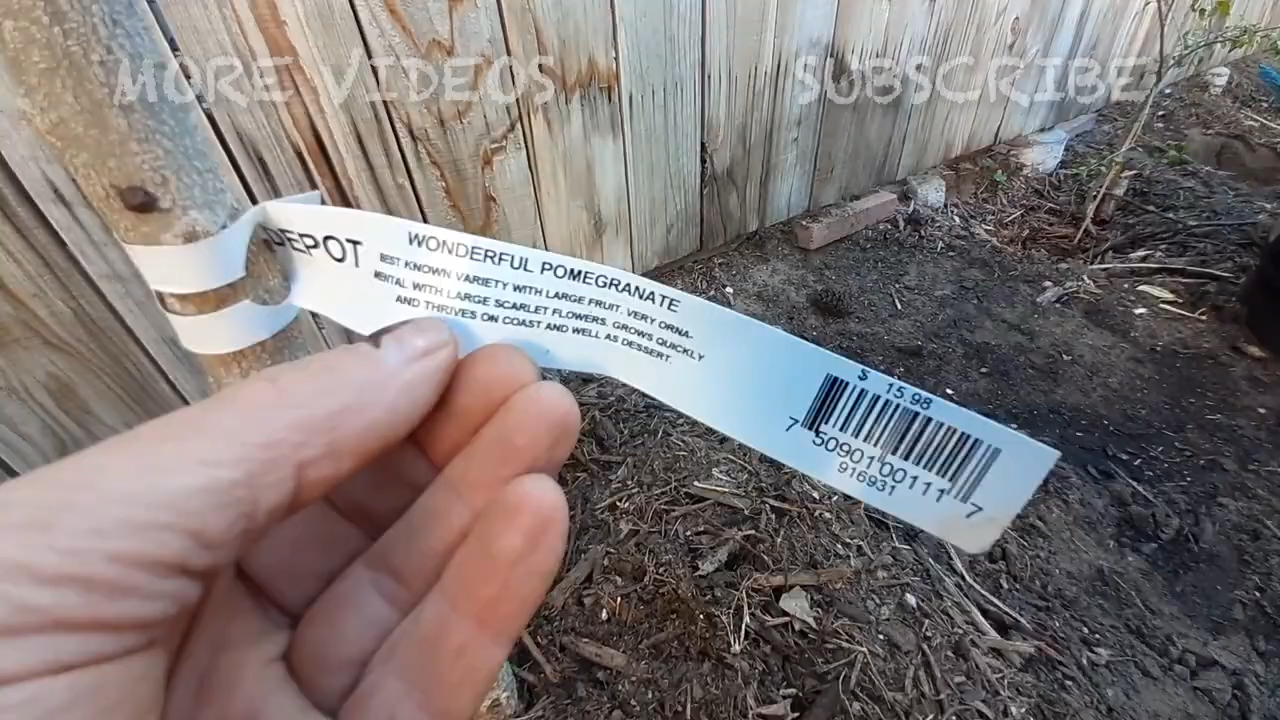 MORE VIDEOS
SUBSCRIBE
DEPOT
WONDERFUL POMEGRANATE
BEST KNOWN VARIETY WITH LARGE FRUIT. VERY ORNA-
MENTAL WITH LARGE SCARLET FLOWERS. GROWS QUICKLY
AND THRIVES ON COAST AND WELL AS DESSERT.
$ 15.98
7 50901 00111 7
916931